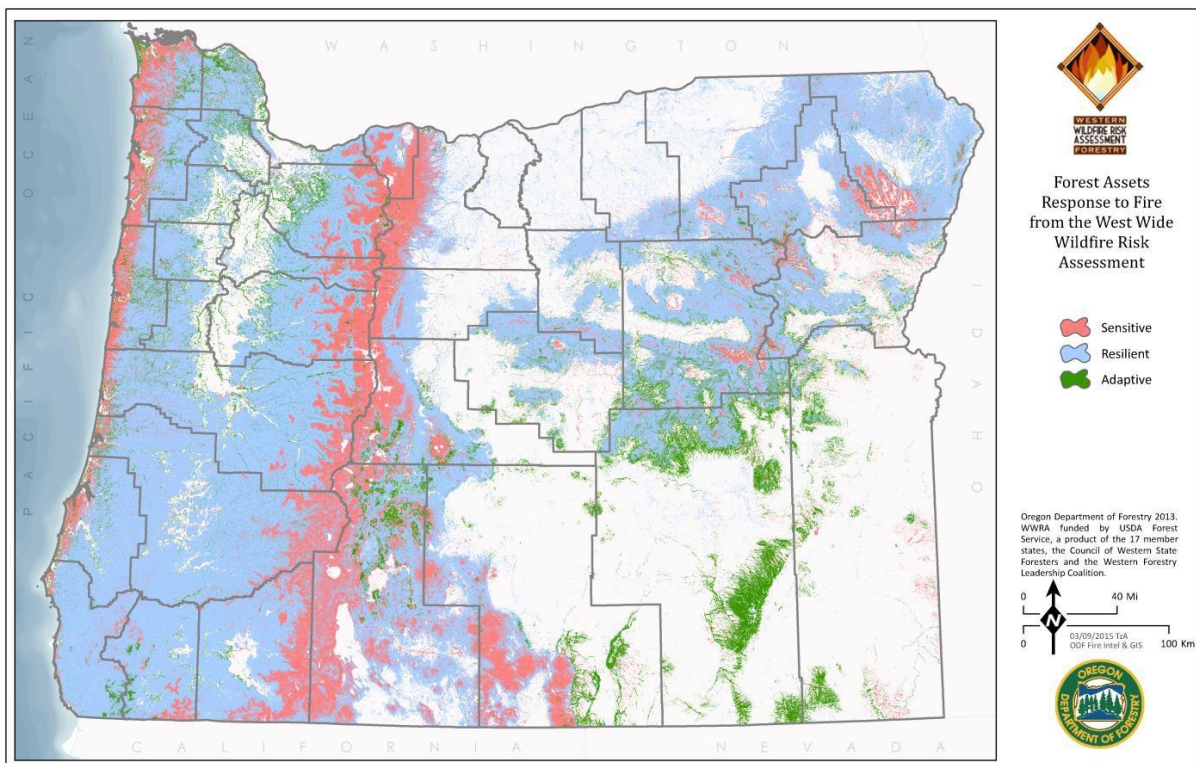 WASHINGTON
PACIFIC OCEAN
IDAHO
CALIFORNIA
NEVADA
WESTERN
WILDFIRE RISK
ASSESSMENT
FORESTRY
Forest Assets
Response to Fire
from the West Wide
Wildfire Risk
Assessment
Sensitive
Resilient
Adaptive
Oregon Department of Forestry 2013.
WWRA funded by USDA Forest
Service, a product of the 17 member
states, the Council of Western State
Foresters and the Western Forestry
Leadership Coalition.
0 40 Mi
N
03/09/2015 TzA
ODF Fire Intel & GIS
0 100 Km
OREGON
DEPARTMENT OF FORESTRY